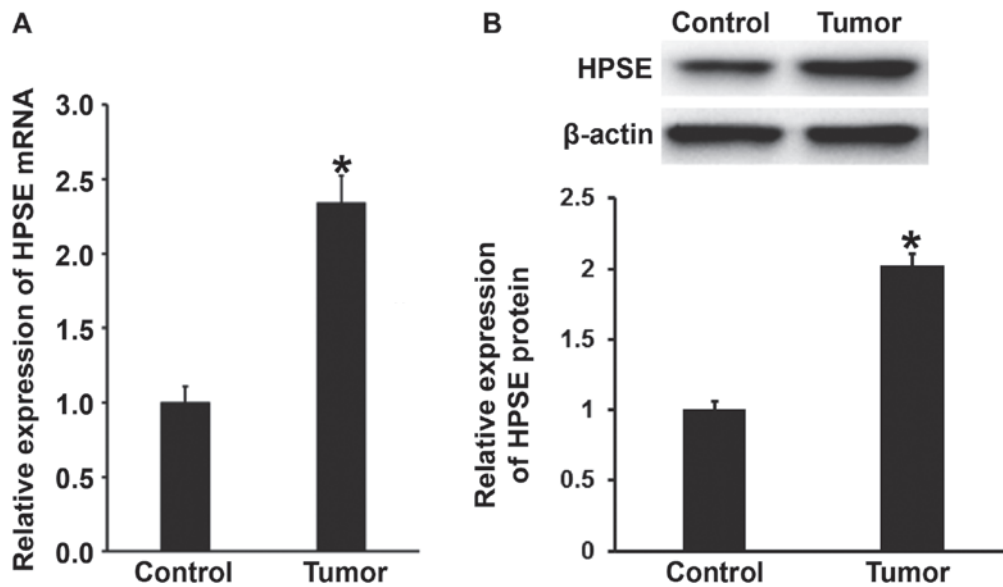 A
Relative expression of HPSE mRNA
3.0
2.5
2.0
1.5
1.0
0.5
0.0
*
Control
Tumor
B
Control
Tumor
HPSE
β-actin
Relative expression
of HPSE protein
2.5
2
1.5
1
0.5
0
*
Control
Tumor